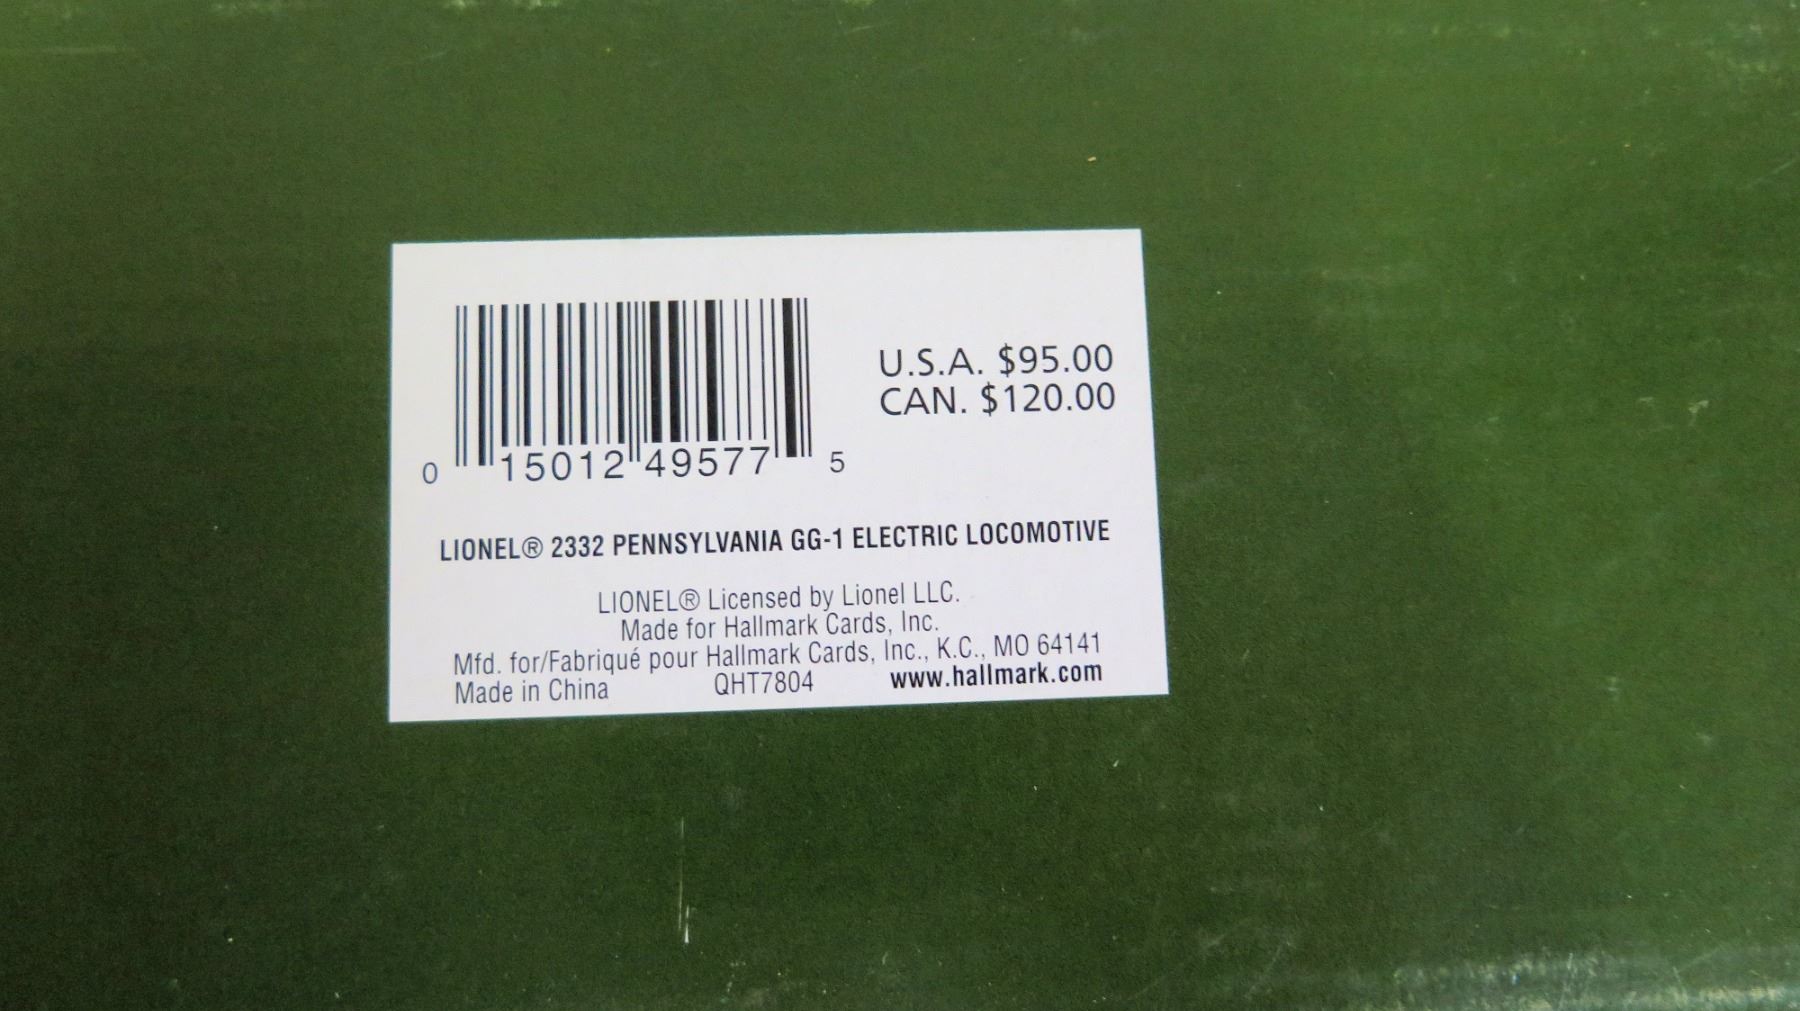 U.S.A. $95.00
CAN. $120.00
0 15012 49577 5
LIONEL® 2332 PENNSYLVANIA GG-1 ELECTRIC LOCOMOTIVE
LIONEL® Licensed by Lionel LLC.
Made for Hallmark Cards, Inc.
Mfd. for/Fabriqué pour Hallmark Cards, Inc., K.C., MO 64141
Made in China QHT7804 www.hallmark.com